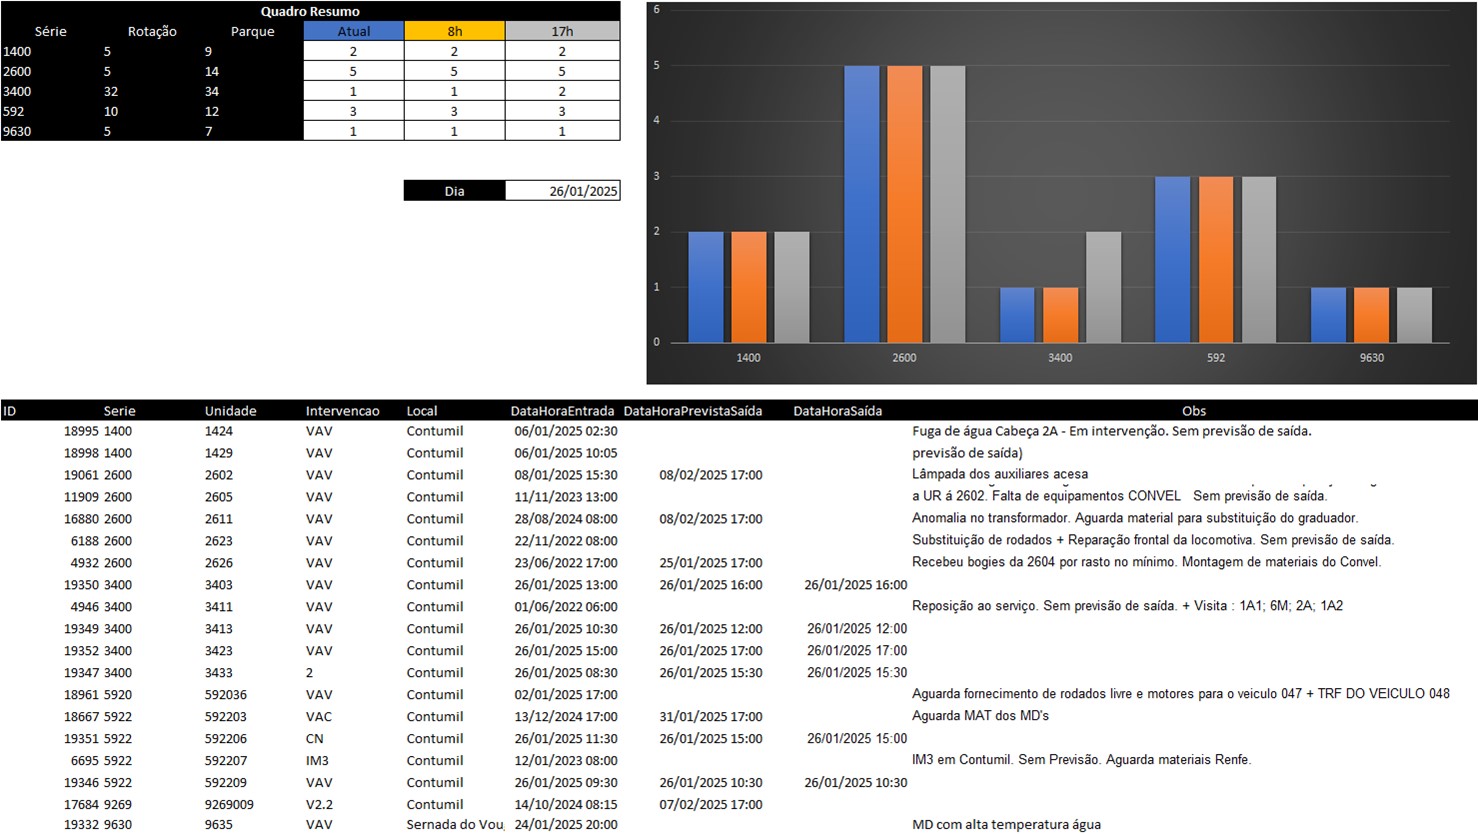 Quadro Resumo
Série Rotação Parque Atual 8h 17h
1400 5 9 2 2 2
2600 5 14 5 5 5
3400 32 34 1 1 2
592 10 12 3 3 3
9630 5 7 1 1 1
Dia 26/01/2025
6
5
4
3
2
1
0
1400 2600 3400 592 9630
ID Serie Unidade Intervencao Local DataHoraEntrada DataHoraPrevistaSaída DataHoraSaída Obs
18995 1400 1424 VAV Contumil 06/01/2025 02:30 Fuga de água Cabeça 2A - Em intervenção. Sem previsão de saída.
18998 1400 1429 VAV Contumil 06/01/2025 10:05 previsão de saída)
19061 2600 2602 VAV Contumil 08/01/2025 15:30 08/02/2025 17:00 Lâmpada dos auxiliares acesa
11909 2600 2605 VAV Contumil 11/11/2023 13:00 a UR á 2602. Falta de equipamentos CONVEL Sem previsão de saída.
16880 2600 2611 VAV Contumil 28/08/2024 08:00 08/02/2025 17:00 Anomalia no transformador. Aguarda material para substituição do graduador.
6188 2600 2623 VAV Contumil 22/11/2022 08:00 Substituição de rodados + Reparação frontal da locomotiva. Sem previsão de saída.
4932 2600 2626 VAV Contumil 23/06/2022 17:00 25/01/2025 17:00 Recebeu bogies da 2604 por rasto no mínimo. Montagem de materiais do Convel.
19350 3400 3403 VAV Contumil 26/01/2025 13:00 26/01/2025 16:00 26/01/2025 16:00
4946 3400 3411 VAV Contumil 01/06/2022 06:00 Reposição ao serviço. Sem previsão de saída. + Visita : 1A1; 6M; 2A; 1A2
19349 3400 3413 VAV Contumil 26/01/2025 10:30 26/01/2025 12:00 26/01/2025 12:00
19352 3400 3423 VAV Contumil 26/01/2025 15:00 26/01/2025 17:00 26/01/2025 17:00
19347 3400 3433 2 Contumil 26/01/2025 08:30 26/01/2025 15:30 26/01/2025 15:30
18961 5920 592036 VAV Contumil 02/01/2025 17:00 Aguarda fornecimento de rodados livre e motores para o veiculo 047 + TRF DO VEICULO 048
18667 5922 592203 VAC Contumil 13/12/2024 17:00 31/01/2025 17:00 Aguarda MAT dos MD's
19351 5922 592206 CN Contumil 26/01/2025 11:30 26/01/2025 15:00 26/01/2025 15:00
6695 5922 592207 IM3 Contumil 12/01/2023 08:00 IM3 em Contumil. Sem Previsão. Aguarda materiais Renfe.
19346 5922 592209 VAV Contumil 26/01/2025 09:30 26/01/2025 10:30 26/01/2025 10:30
17684 9269 9269009 V2.2 Contumil 14/10/2024 08:15 07/02/2025 17:00
19332 9630 9635 VAV Sernada do Vou 24/01/2025 20:00 MD com alta temperatura água